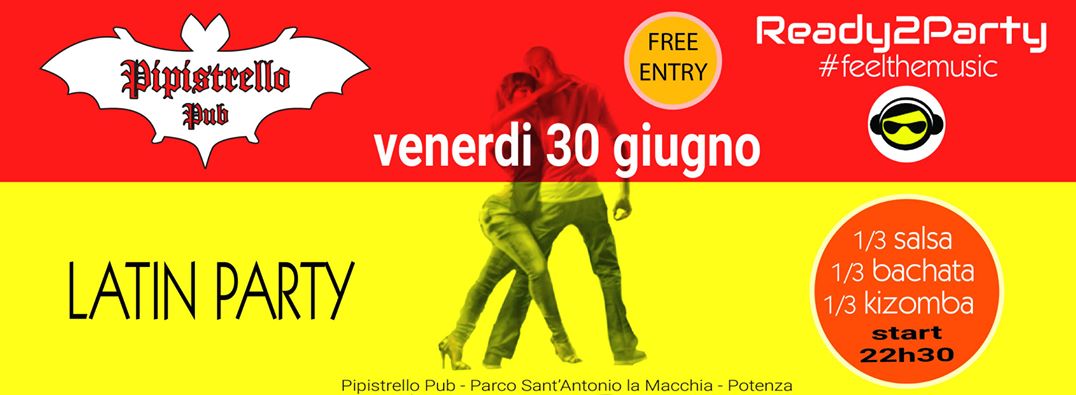 Pipistrello
Pub
FREE
ENTRY
Ready2Party
#feelthemusic
venerdi 30 giugno
LATIN PARTY
1/3 salsa
1/3 bachata
1/3 kizomba
start
22h30
Pipistrello Pub - Parco Sant'Antonio la Macchia - Potenza